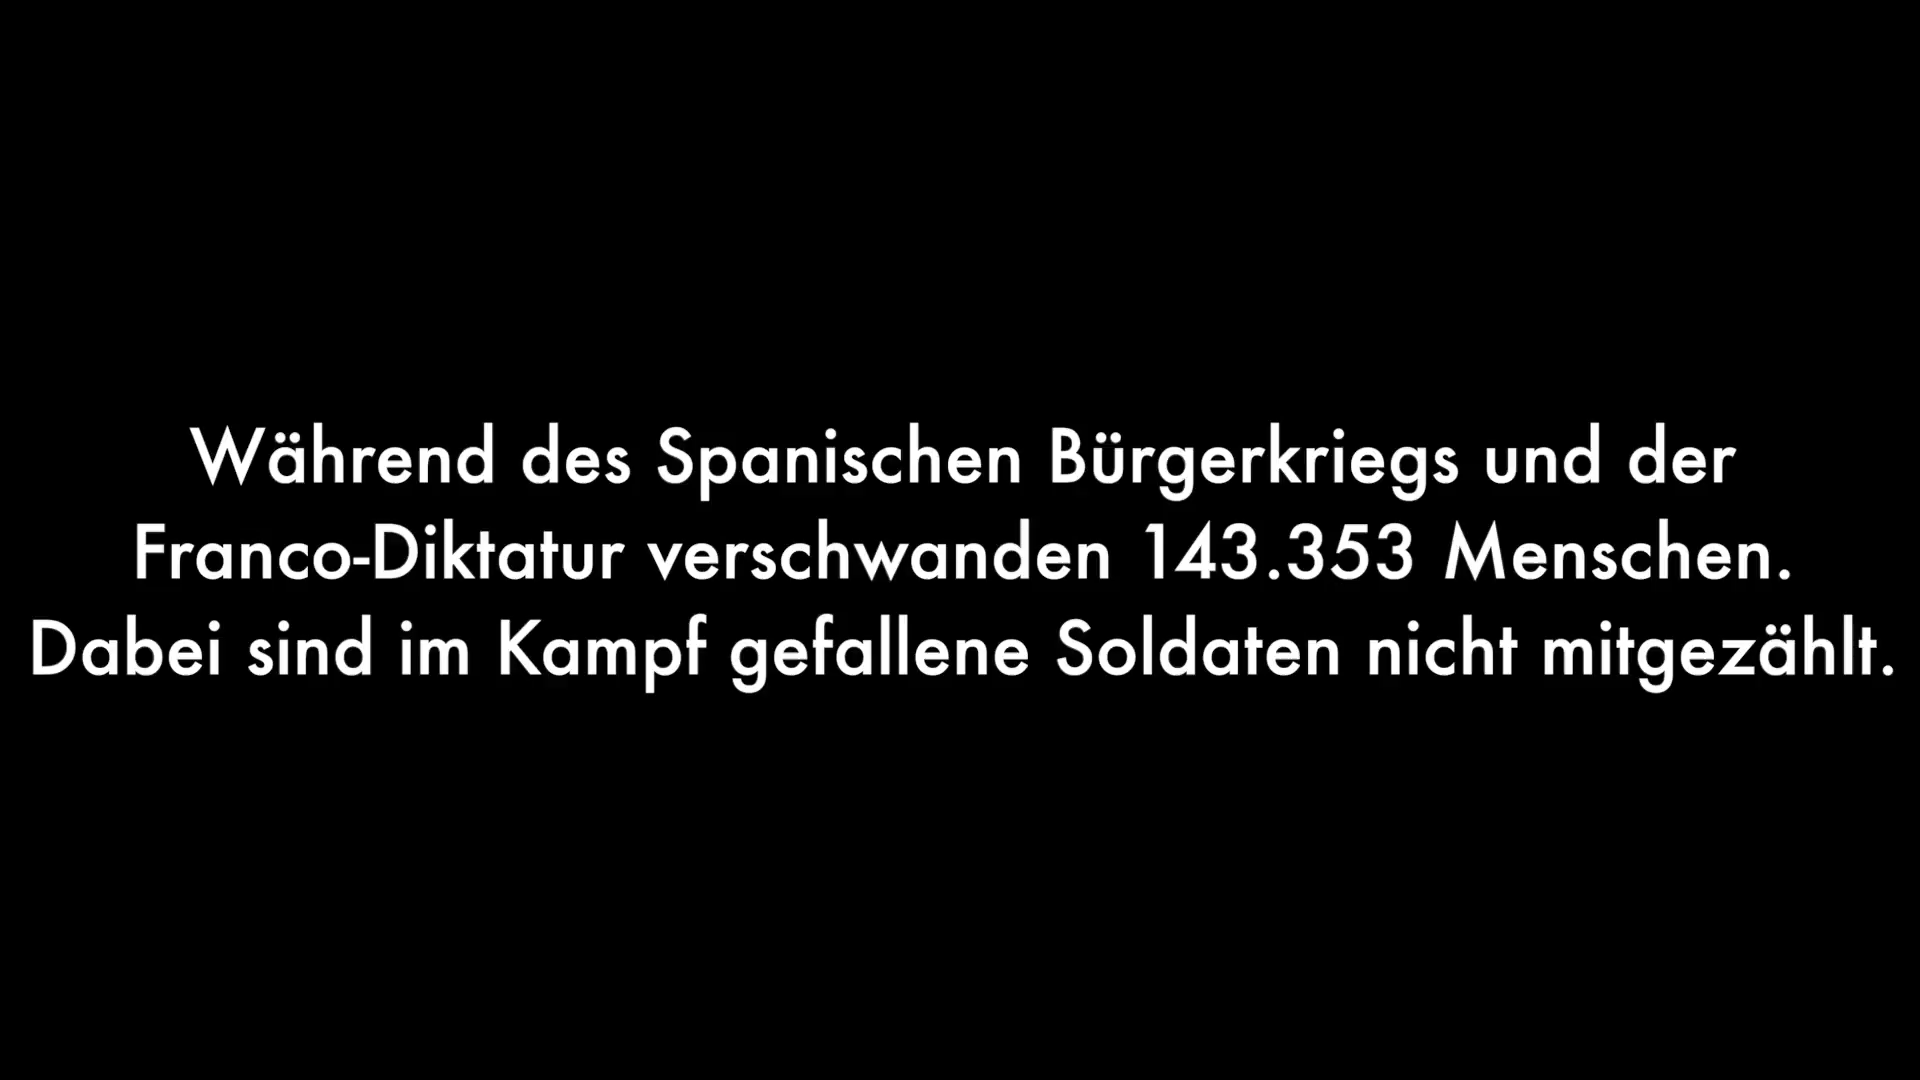 Während des Spanischen Bürgerkriegs und der
Franco-Diktatur verschwanden 143.353 Menschen.
Dabei sind im Kampf gefallene Soldaten nicht mitgezählt.